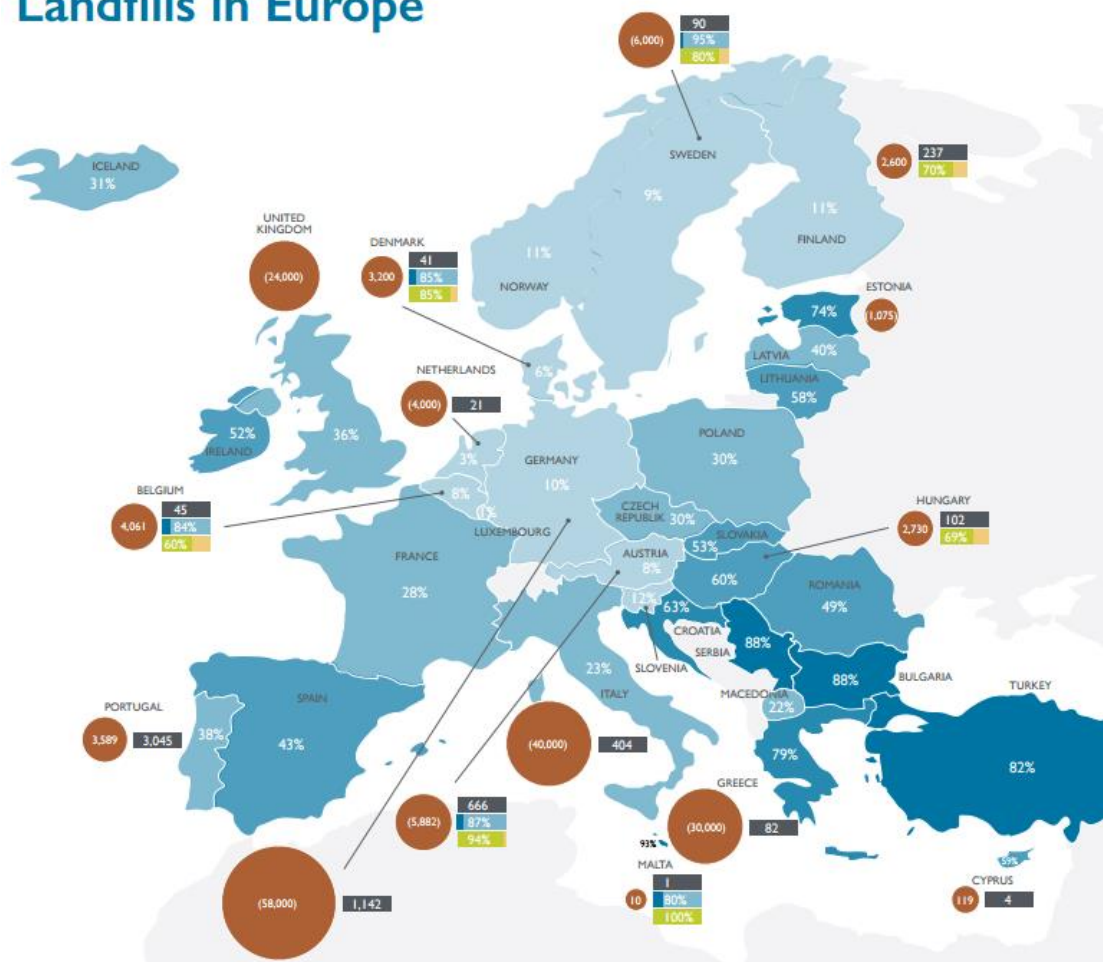 Landfills in Europe
90
(6,000)
95%
80%
SWEDEN
9%
237
2,600
70%
ICELAND
31%
UNITED
KINGDOM
(24,000)
DENMARK
41
3,200
85%
85%
11%
NORWAY
11%
FINLAND
ESTONIA
74%
(1,075)
LATVIA
40%
LITHUANIA
58%
6%
NETHERLANDS
(4,000)
21
52%
IRELAND
36%
3%
GERMANY
10%
POLAND
30%
BELGIUM
45
4,061
84%
60%
8%
1%
LUXEMBOURG
CZECH
REPUBLIK
30%
HUNGARY
102
2,730
69%
FRANCE
28%
53%
SLOVAKIA
AUSTRIA
8%
60%
ROMANIA
49%
12%
63%
CROATIA
SERBIA
88%
SLOVENIA
23%
ITALY
MACEDONIA
22%
88%
BULGARIA
TURKEY
82%
PORTUGAL
3,589
3,045
38%
SPAIN
43%
(40,000)
404
79%
GREECE
(30,000)
82
666
(5,882)
87%
94%
93%
MALTA
1
10
80%
100%
59%
CYPRUS
119
4
(58,000)
1,142